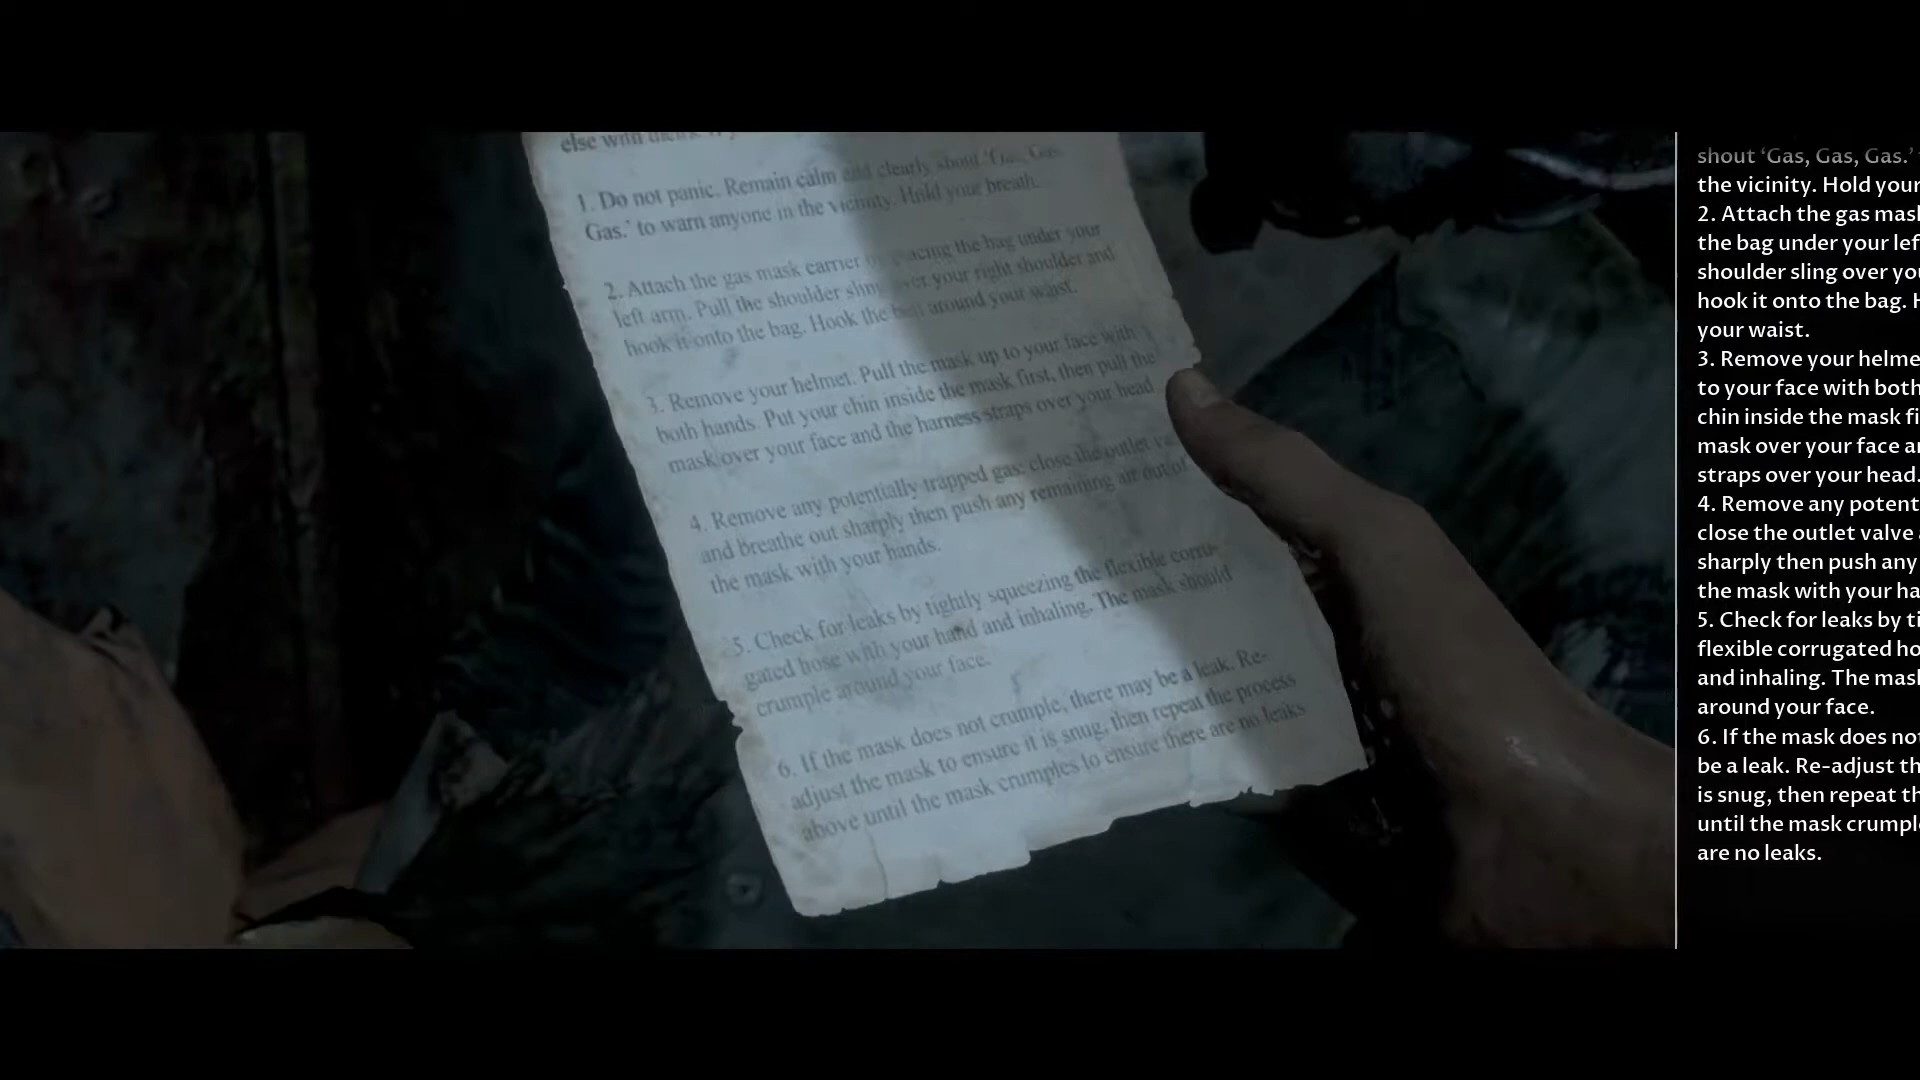 else with
1. Do not panic. Remain calm and clearly shout 'Gas, Gas,
Gas.' to warn anyone in the vicinity. Hold your breath.
2. Attach the gas mask carrier by placing the bag under your
left arm. Pull the shoulder sling over your right shoulder and
hook it onto the bag. Hook the belt around your waist.
3. Remove your helmet. Pull the mask up to your face with
both hands. Put your chin inside the mask first, then pull the
mask over your face and the harness straps over your head
4. Remove any potentially trapped gas: close the outlet
and breathe out sharply then push any remaining air out of
the mask with your hands.
5. Check for leaks by tightly squeezing the flexible corru-
gated hose with your hand and inhaling. The mask should
crumple around your face.
6. If the mask does not crumple, there may be a leak. Re-
adjust the mask to ensure it is snug, then repeat the process
above until the mask crumples to ensure there are no leaks
shout ‘Gas, Gas, Gas.’
the vicinity. Hold your
2. Attach the gas mas
the bag under your lef
shoulder sling over yo
hook it onto the bag. H
your waist.
3. Remove your helme
to your face with both
chin inside the mask fi
mask over your face a
straps over your head.
4. Remove any potent
close the outlet valve a
sharply then push any
the mask with your ha
5. Check for leaks by ti
flexible corrugated ho
and inhaling. The mas
around your face.
6. If the mask does not
be a leak. Re-adjust th
is snug, then repeat th
until the mask crumpl
are no leaks.